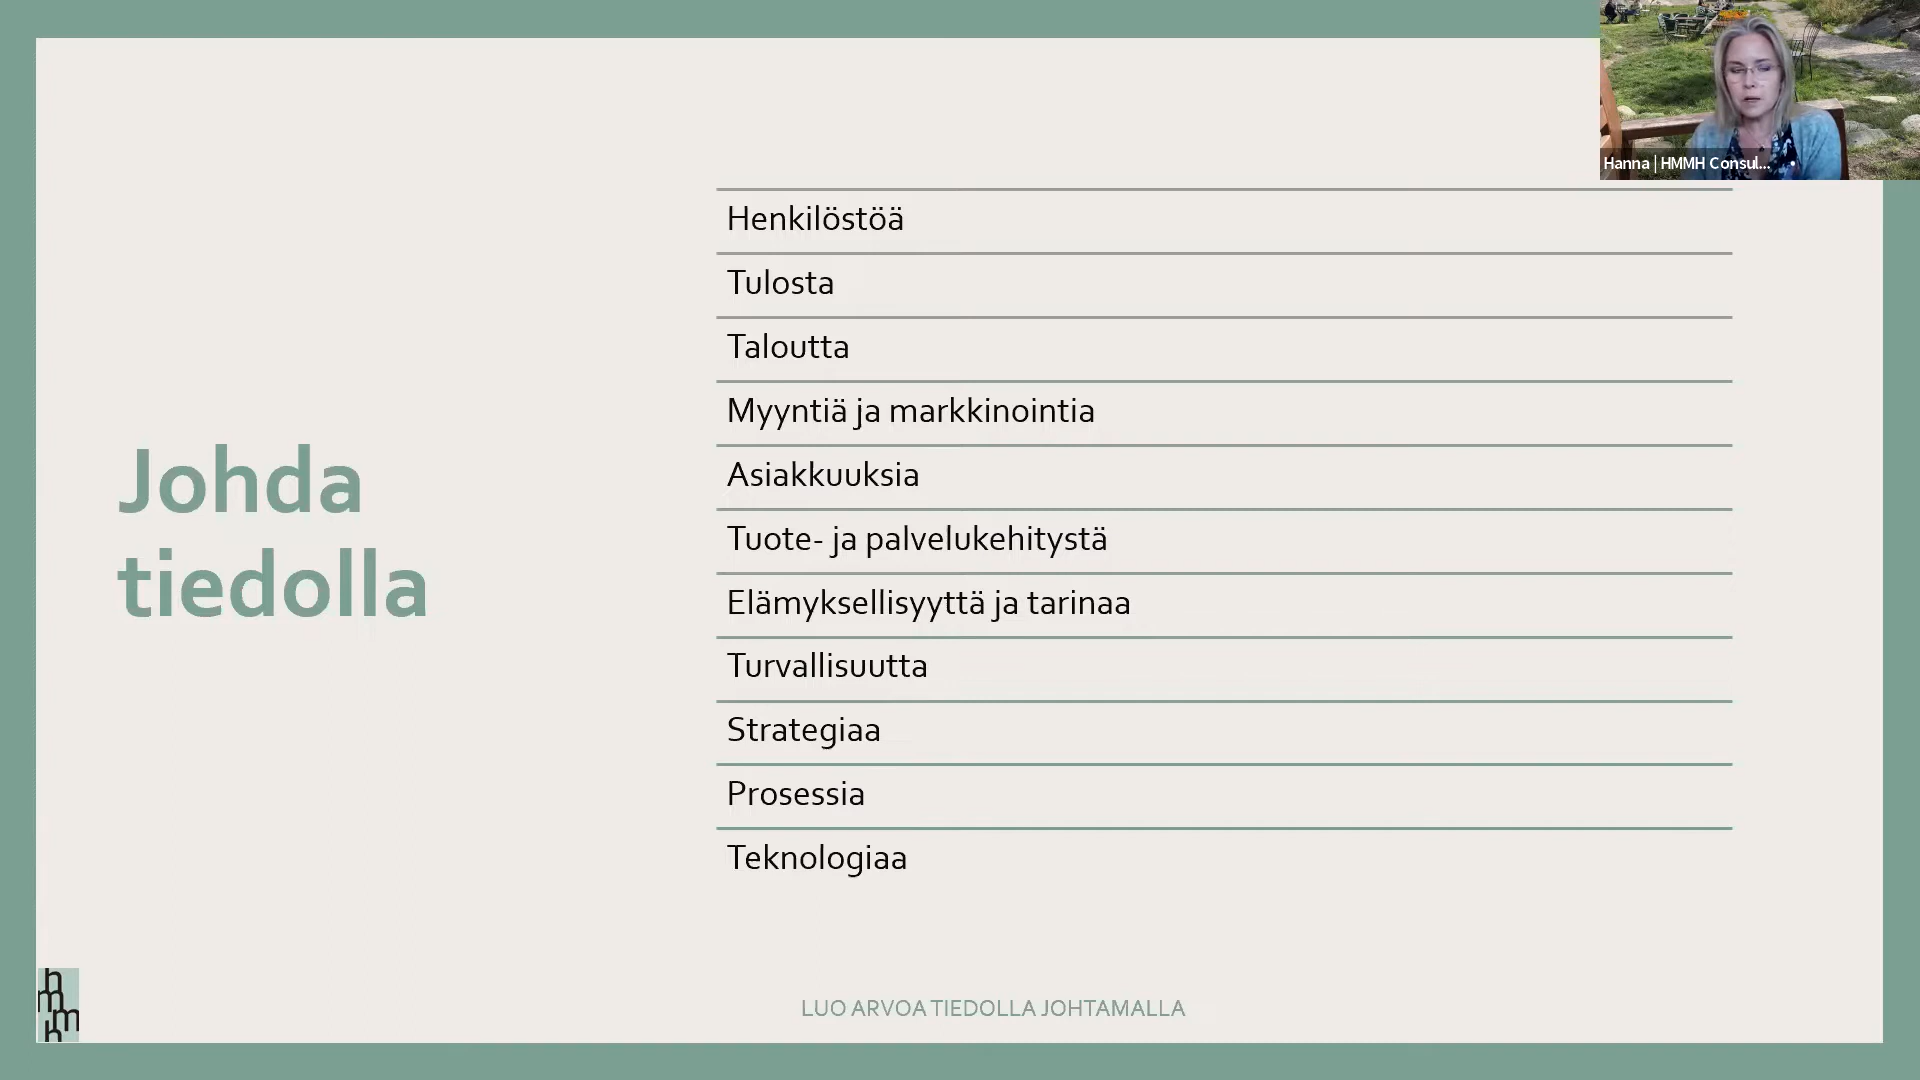 Hanna | HMMH Consul...
Henkilöstöä
Tulosta
Taloutta
Myyntiä ja markkinointia
Asiakkuuksia
Tuote- ja palvelukehitystä
Elämyksellisyyttä ja tarinaa
Turvallisuutta
Strategiaa
Prosessia
Teknologiaa
Johda
tiedolla
h
m
m
h
LUO ARVOA TIEDOLLA JOHTAMALLA